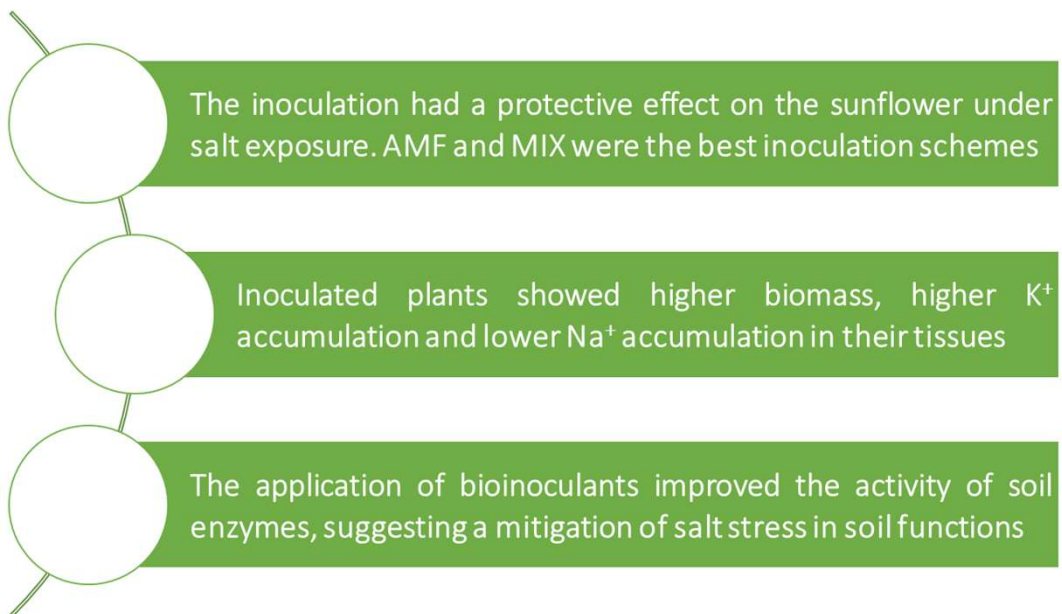 The inoculation had a protective effect on the sunflower under
salt exposure. AMF and MIX were the best inoculation schemes
Inoculated plants showed higher biomass, higher K⁺
accumulation and lower Na⁺ accumulation in their tissues
The application of bioinoculants improved the activity of soil
enzymes, suggesting a mitigation of salt stress in soil functions